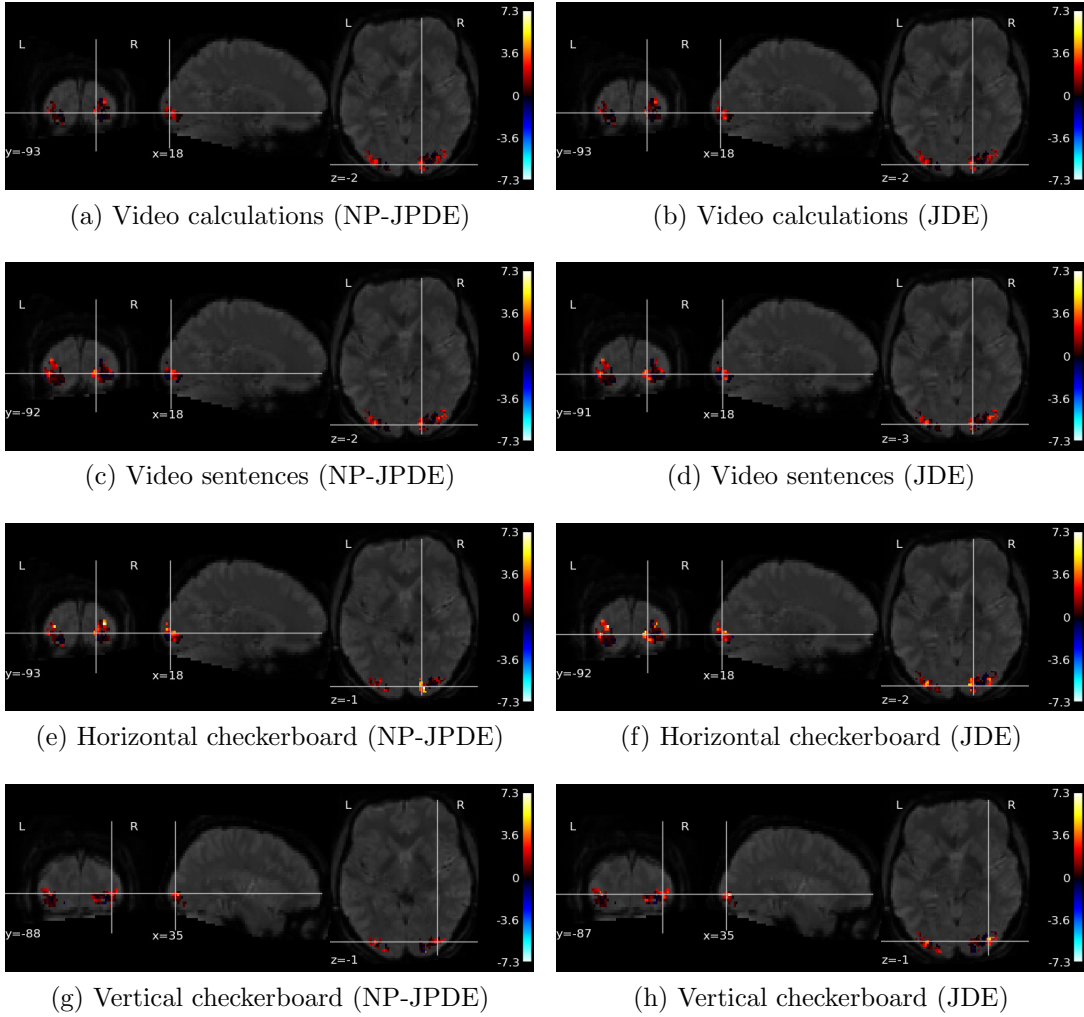 L R L R 7.3
3.6
0
-3.6
-7.3
y=-93 x=18 z=-2
(a) Video calculations (NP-JPDE)
L R L R 7.3
3.6
0
-3.6
-7.3
y=-93 x=18 z=-2
(b) Video calculations (JDE)
L R L R 7.3
3.6
0
-3.6
-7.3
y=-92 x=18 z=-2
(c) Video sentences (NP-JPDE)
L R L R 7.3
3.6
0
-3.6
-7.3
y=-91 x=18 z=-3
(d) Video sentences (JDE)
L R L R 7.3
3.6
0
-3.6
-7.3
y=-93 x=18 z=-1
(e) Horizontal checkerboard (NP-JPDE)
L R L R 7.3
3.6
0
-3.6
-7.3
y=-92 x=18 z=-2
(f) Horizontal checkerboard (JDE)
L R L R 7.3
3.6
0
-3.6
-7.3
y=-88 x=35 z=-1
(g) Vertical checkerboard (NP-JPDE)
L R L R 7.3
3.6
0
-3.6
-7.3
y=-87 x=35 z=-1
(h) Vertical checkerboard (JDE)